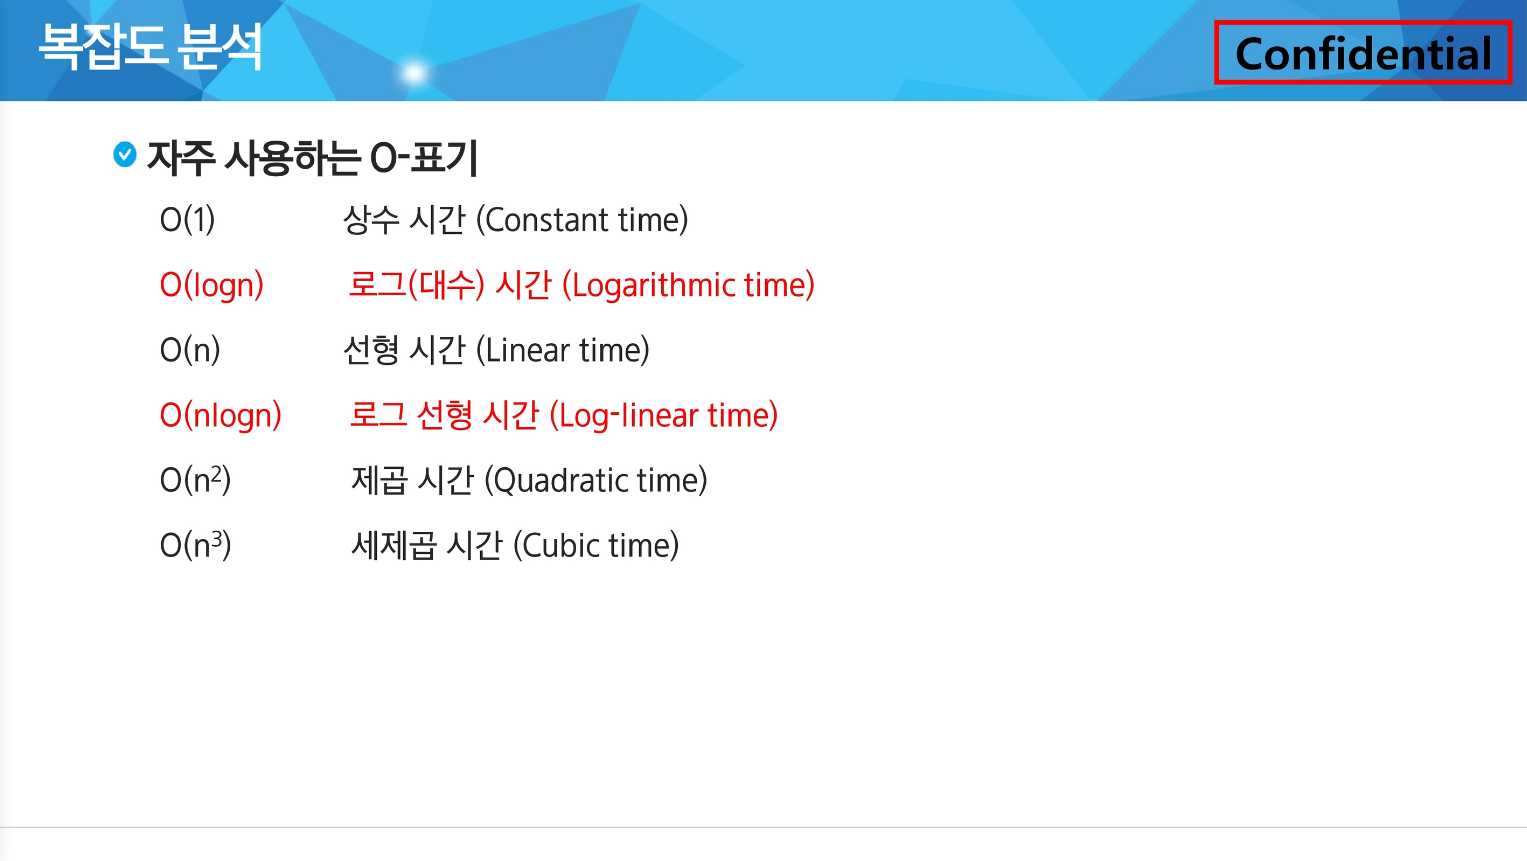 복잡도 분석
Confidential
자주 사용하는 O-표기
O(1) 상수 시간 (Constant time)
O(logn) 로그(대수) 시간 (Logarithmic time)
O(n) 선형 시간 (Linear time)
O(nlogn) 로그 선형 시간 (Log-linear time)
O(n²) 제곱 시간 (Quadratic time)
O(n³) 세제곱 시간 (Cubic time)